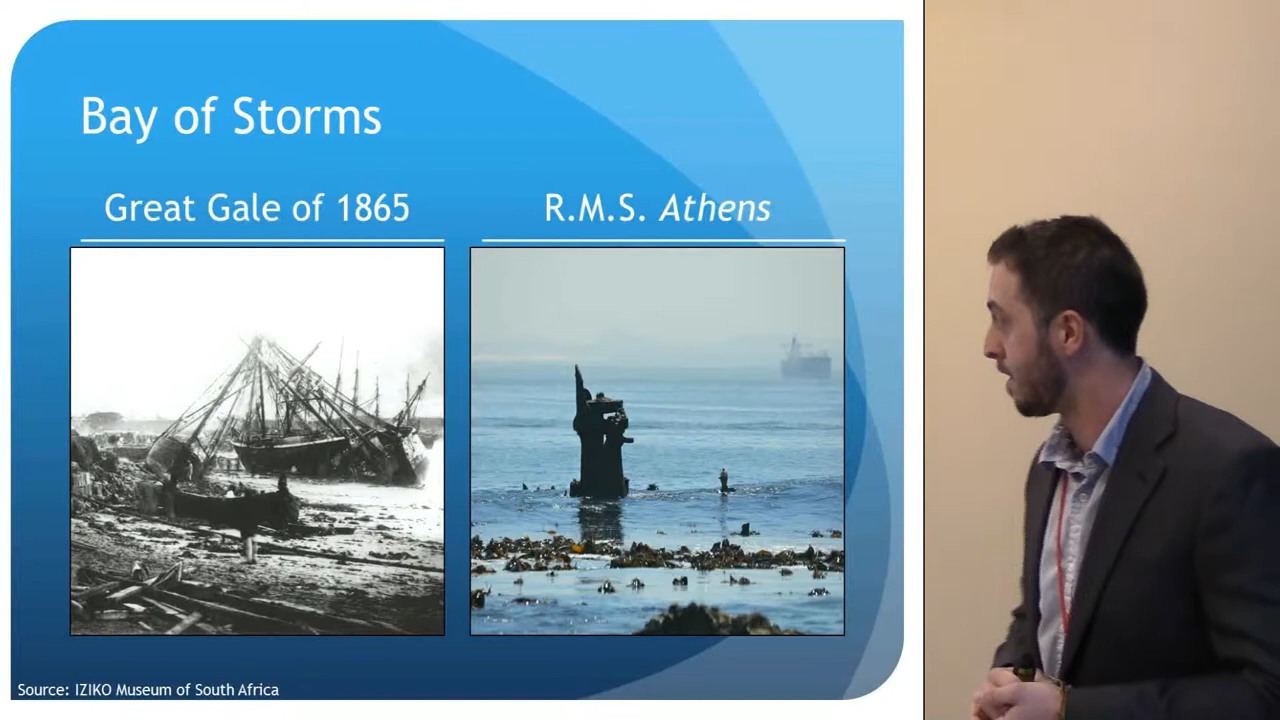 Bay of Storms
Great Gale of 1865
R.M.S. Athens
Source: IZIKO Museum of South Africa